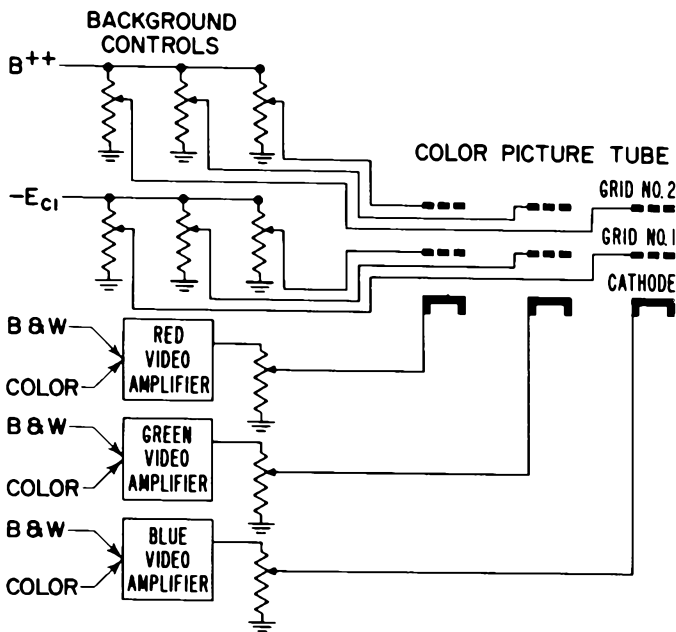 BACKGROUND
CONTROLS
B++
COLOR PICTURE TUBE
GRID NO.2
-EC1
GRID NO.1
CATHODE
B & W
COLOR
RED
VIDEO
AMPLIFIER
B & W
COLOR
GREEN
VIDEO
AMPLIFIER
B & W
COLOR
BLUE
VIDEO
AMPLIFIER